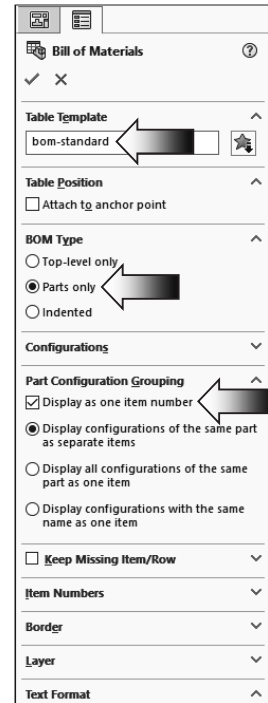 Bill of Materials
Table Template
bom-standard
Table Position
Attach to anchor point
BOM Type
Top-level only
Parts only
Indented
Configurations
Part Configuration Grouping
Display as one item number
Display configurations of the same part
as separate items
Display all configurations of the same
part as one item
Display configurations with the same
name as one item
Keep Missing Item/Row
Item Numbers
Border
Layer
Text Format